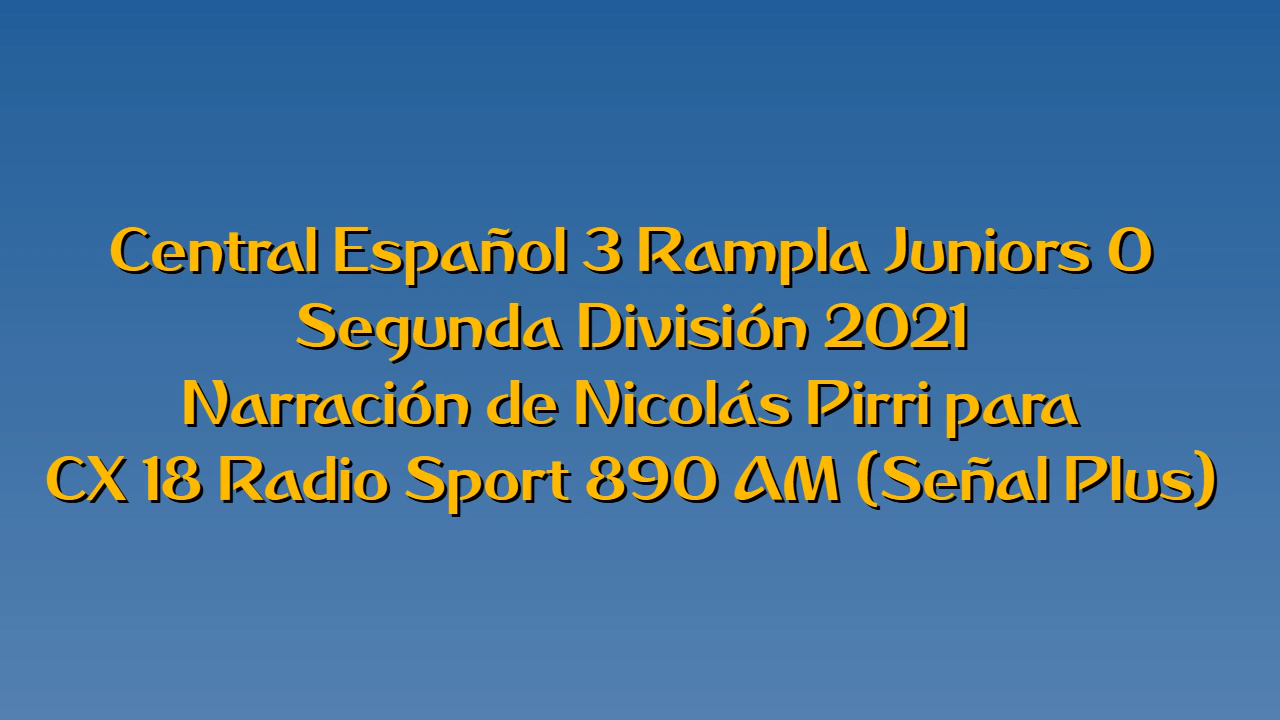 Central Español 3 Rampla Juniors 0
Segunda División 2021
Narración de Nicolás Pirri para
CX 18 Radio Sport 890 AM (Señal Plus)